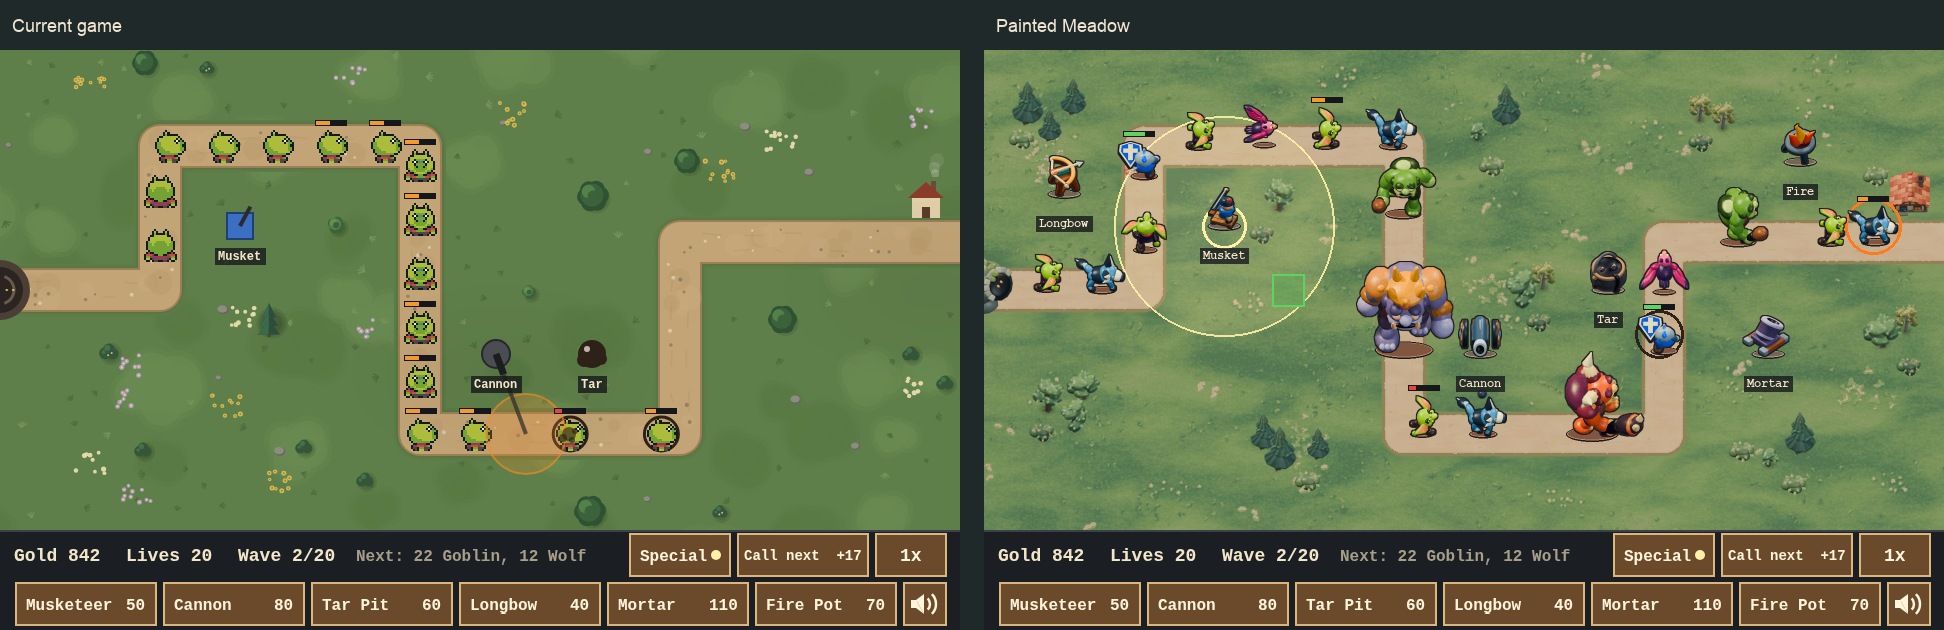 Current game
Musket
Cannon
Tar
Gold 842 Lives 20 Wave 2/20 Next: 22 Goblin, 12 Wolf Special Call next +17 1x
Musketeer 50 Cannon 80 Tar Pit 60 Longbow 40 Mortar 110 Fire Pot 70
Painted Meadow
Fire
Longbow
Musket
Tar
Cannon
Mortar
Gold 842 Lives 20 Wave 2/20 Next: 22 Goblin, 12 Wolf Special Call next +17 1x
Musketeer 50 Cannon 80 Tar Pit 60 Longbow 40 Mortar 110 Fire Pot 70